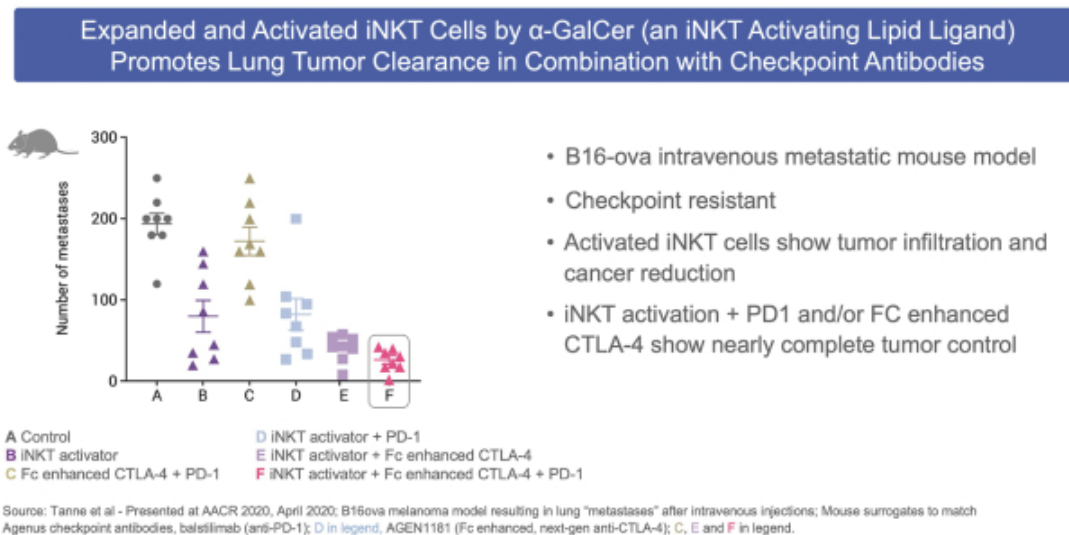 Expanded and Activated iNKT Cells by α-GalCer (an iNKT Activating Lipid Ligand)
Promotes Lung Tumor Clearance in Combination with Checkpoint Antibodies
Number of metastases
300
200
100
0
A B C D E F
• B16-ova intravenous metastatic mouse model
• Checkpoint resistant
• Activated iNKT cells show tumor infiltration and
cancer reduction
• iNKT activation + PD1 and/or FC enhanced
CTLA-4 show nearly complete tumor control
A Control
B iNKT activator
C Fc enhanced CTLA-4 + PD-1
D iNKT activator + PD-1
E iNKT activator + Fc enhanced CTLA-4
F iNKT activator + Fc enhanced CTLA-4 + PD-1
Source: Tanne et al - Presented at AACR 2020, April 2020; B16ova melanoma model resulting in lung "metastases" after intravenous injections; Mouse surrogates to match
Agenus checkpoint antibodies, balstilimab (anti-PD-1); D in legend, AGEN1181 (Fc enhanced, next-gen anti-CTLA-4); C, E and F in legend.